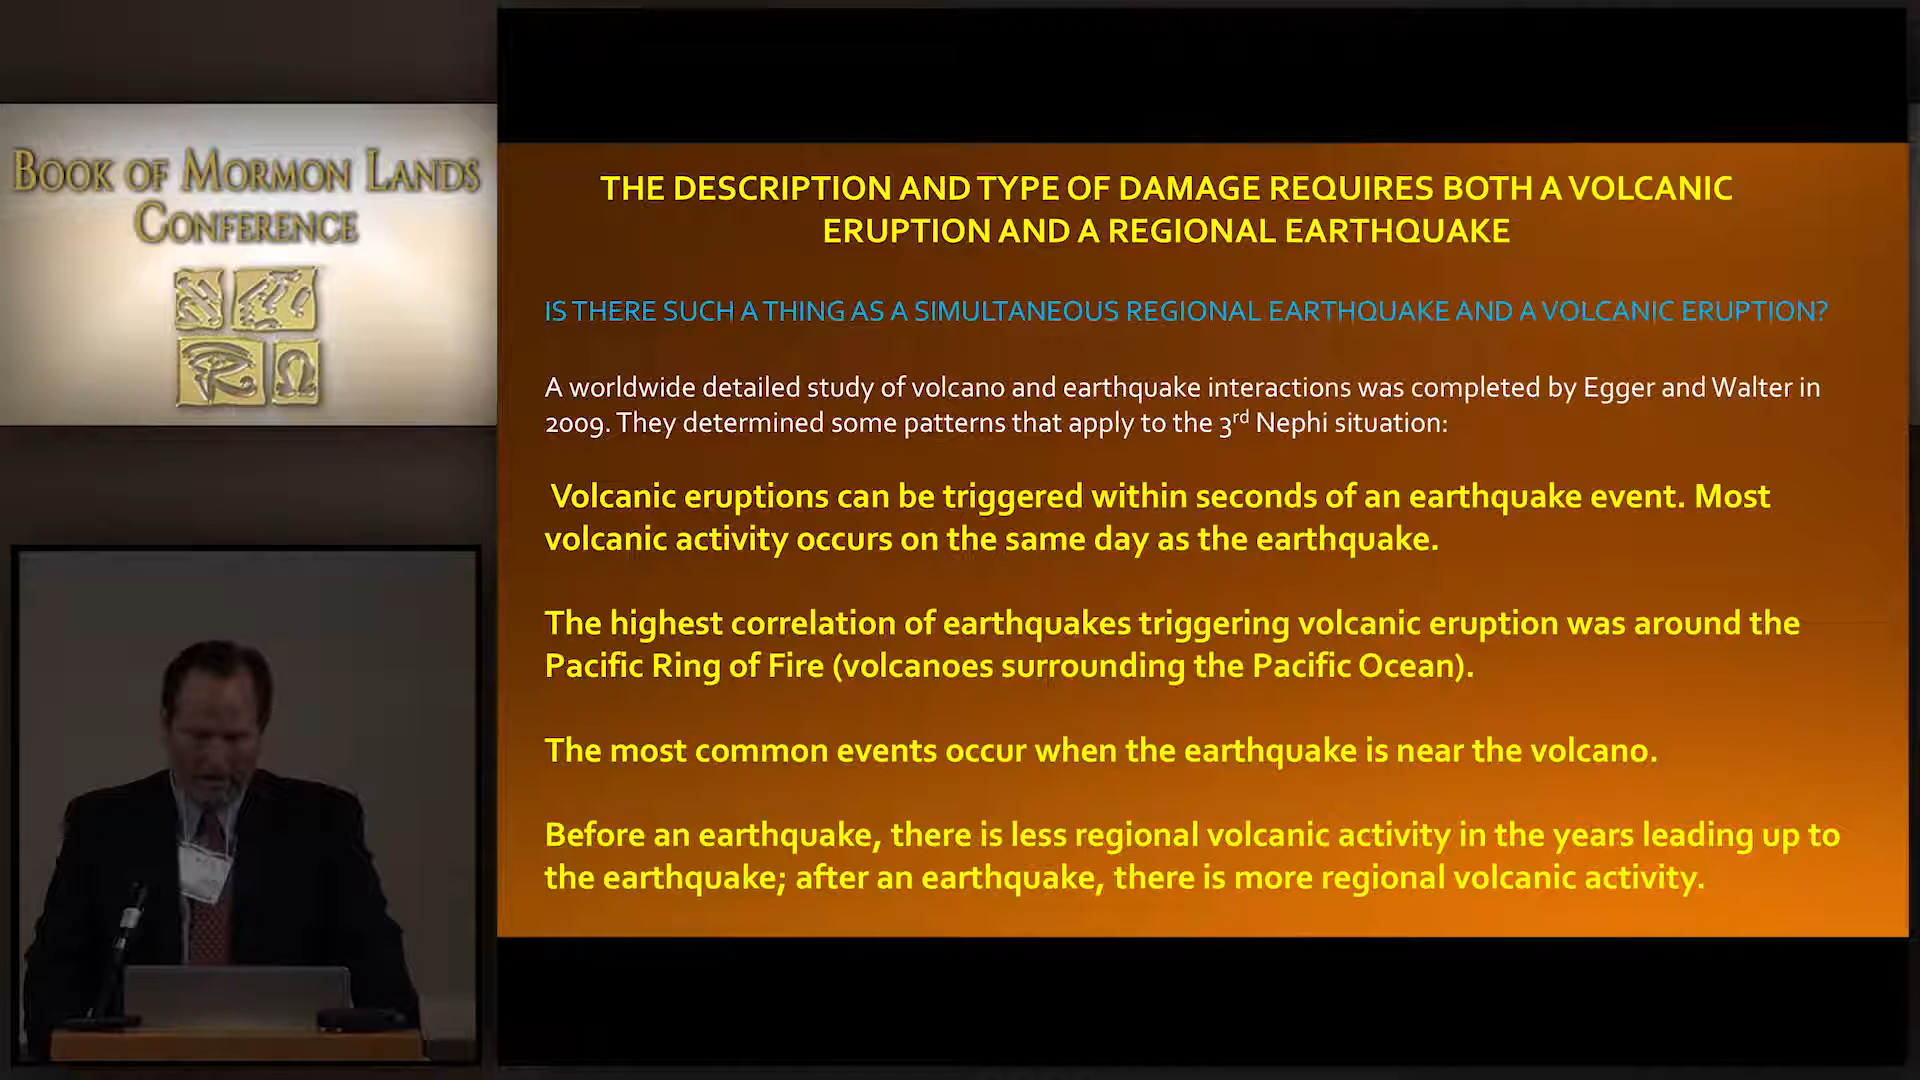 BOOK OF MORMON LANDS
CONFERENCE
THE DESCRIPTION AND TYPE OF DAMAGE REQUIRES BOTH A VOLCANIC
ERUPTION AND A REGIONAL EARTHQUAKE
IS THERE SUCH A THING AS A SIMULTANEOUS REGIONAL EARTHQUAKE AND A VOLCANIC ERUPTION?
A worldwide detailed study of volcano and earthquake interactions was completed by Egger and Walter in
2009. They determined some patterns that apply to the 3rd Nephi situation:
Volcanic eruptions can be triggered within seconds of an earthquake event. Most
volcanic activity occurs on the same day as the earthquake.
The highest correlation of earthquakes triggering volcanic eruption was around the
Pacific Ring of Fire (volcanoes surrounding the Pacific Ocean).
The most common events occur when the earthquake is near the volcano.
Before an earthquake, there is less regional volcanic activity in the years leading up to
the earthquake; after an earthquake, there is more regional volcanic activity.